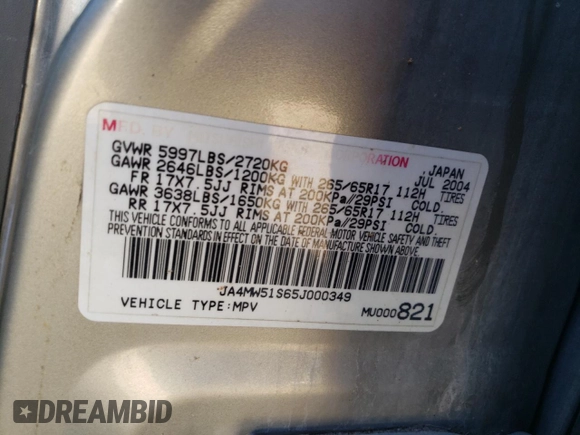 M
ORATION
, JAPAN
GVWR 5997LBS/2720KG
JUL 2004
GAWR 2646LBS/1200KG WITH 265/65R17 112H TIRES
FR 17X7.5JJ RIMS AT 200KPa//29PSI COLD
GAWR 3638LBS/1650KG WITH 265/65R17 112H TIRES
RR 17X7.5JJ RIMS AT 200KPa//29PSI COLD.
THIS VEHICLE CONFORMS TO ALL APPLICABLE FEDERAL MOTOR VEHICLE SAFETY AND THEFT
PREVENTION STANDARDS IN EFFECT ON THE DATE OF MANUFACTURE SHOWN ABOVE.
JA4MW51S65J000349
VEHICLE TYPE:MPV
MU000821
DREAMBID